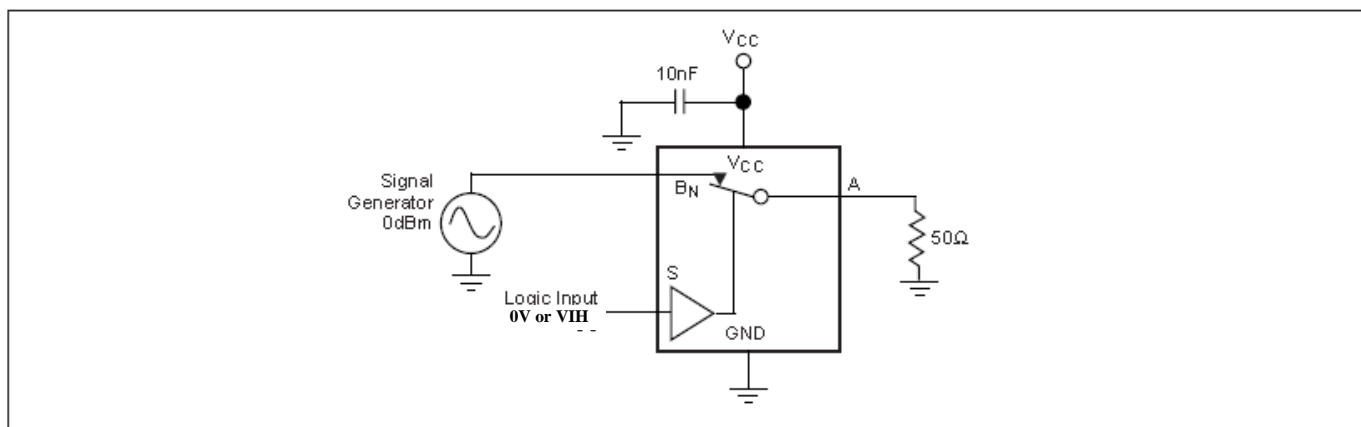 VCC
10nF
VCC
BN
A
Signal
Generator
0dBm
50Ω
S
Logic Input
0V or VIH
GND